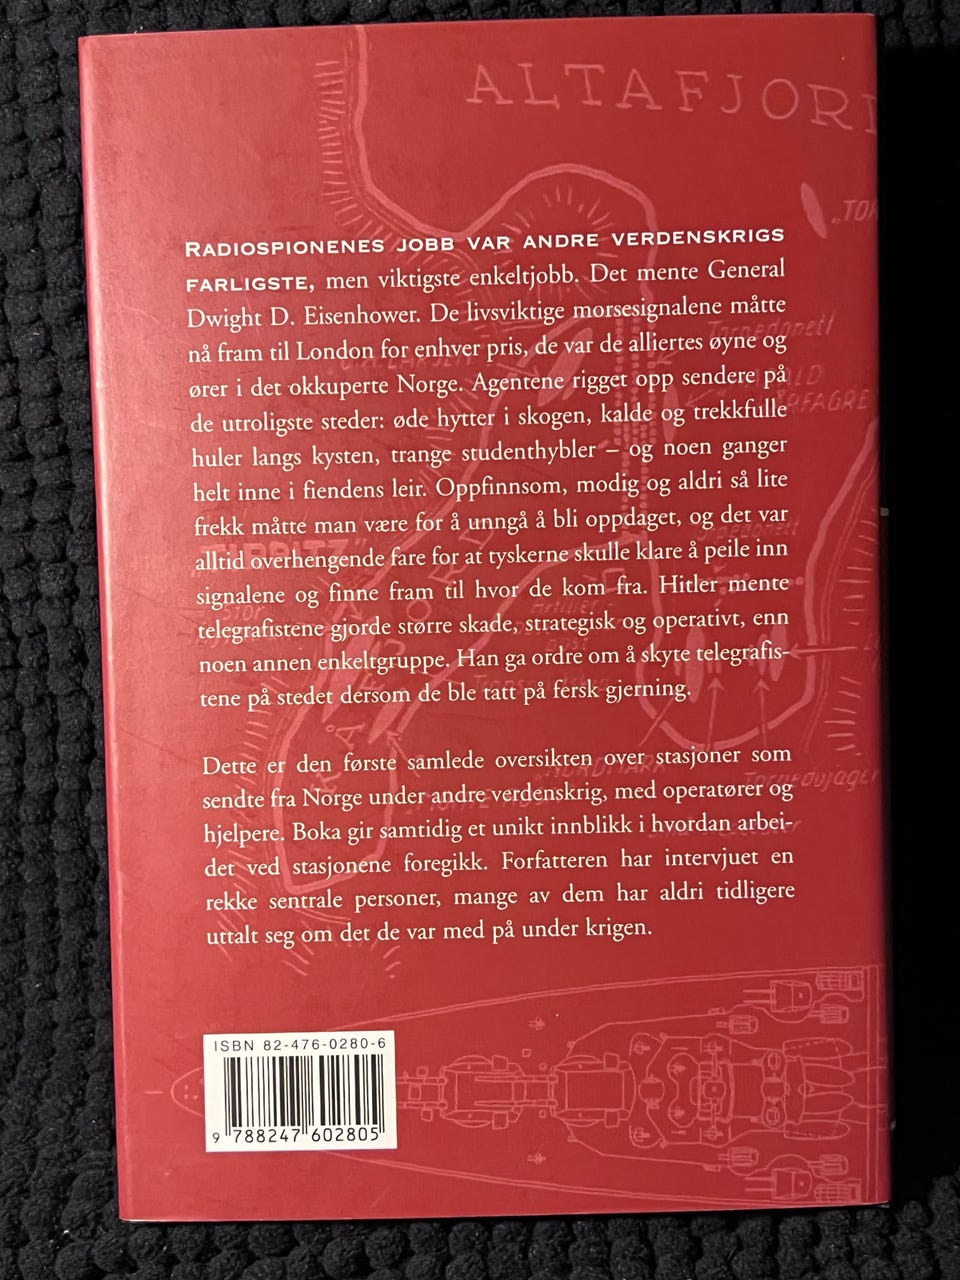 ALTAFJOR
RADIOSPIONENES JOBB VAR ANDRE VERDENSKRIGS
FARLIGSTE, men viktigste enkeltjobb. Det mente General
Dwight D. Eisenhower. De livsviktige morsesignalene måtte
nå fram til London for enhver pris, de var de alliertes øyne og
ører i det okkuperte Norge. Agentene rigget opp sendere på
de utroligste steder: øde hytter i skogen, kalde og trekkfulle
huler langs kysten, trange studenthybler – og noen ganger
helt inne i fiendens leir. Oppfinnsom, modig og aldri så lite
frekk måtte man være for å unngå å bli oppdaget, og det var
alltid overhengende fare for at tyskerne skulle klare å peile inn
signalene og finne fram til hvor de kom fra. Hitler mente
telegrafistene gjorde større skade, strategisk og operativt, enn
noen annen enkeltgruppe. Han ga ordre om å skyte telegrafis-
tene på stedet dersom de ble tatt på fersk gjerning.
Dette er den første samlede oversikten over stasjoner som
sendte fra Norge under andre verdenskrig, med operatører og
hjelpere. Boka gir samtidig et unikt innblikk i hvordan arbei-
det ved stasjonene foregikk. Forfatteren har intervjuet en
rekke sentrale personer, mange av dem har aldri tidligere
uttalt seg om det de var med på under krigen.
ISBN 82-476-0280-6
9 788247 602805